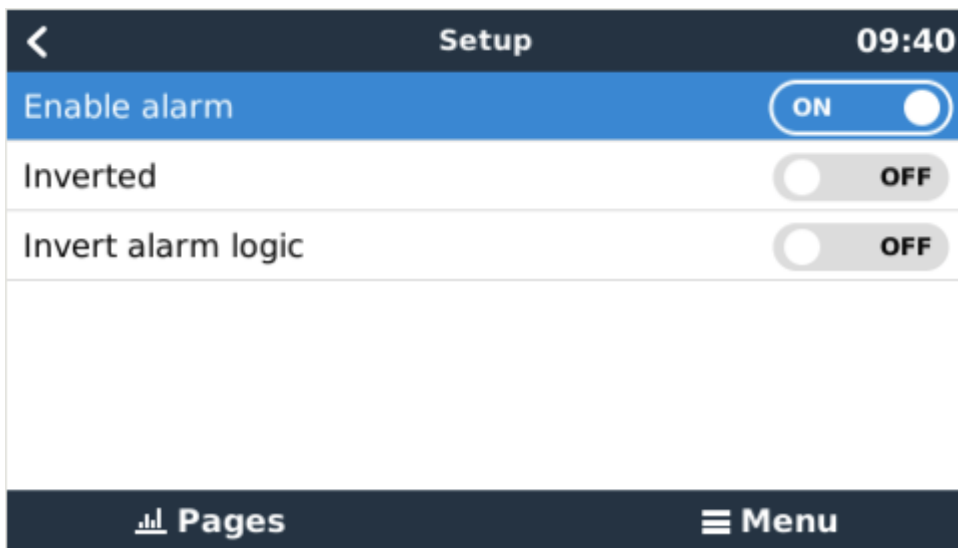 Setup 09:40
Enable alarm ON
Inverted OFF
Invert alarm logic OFF
Pages Menu